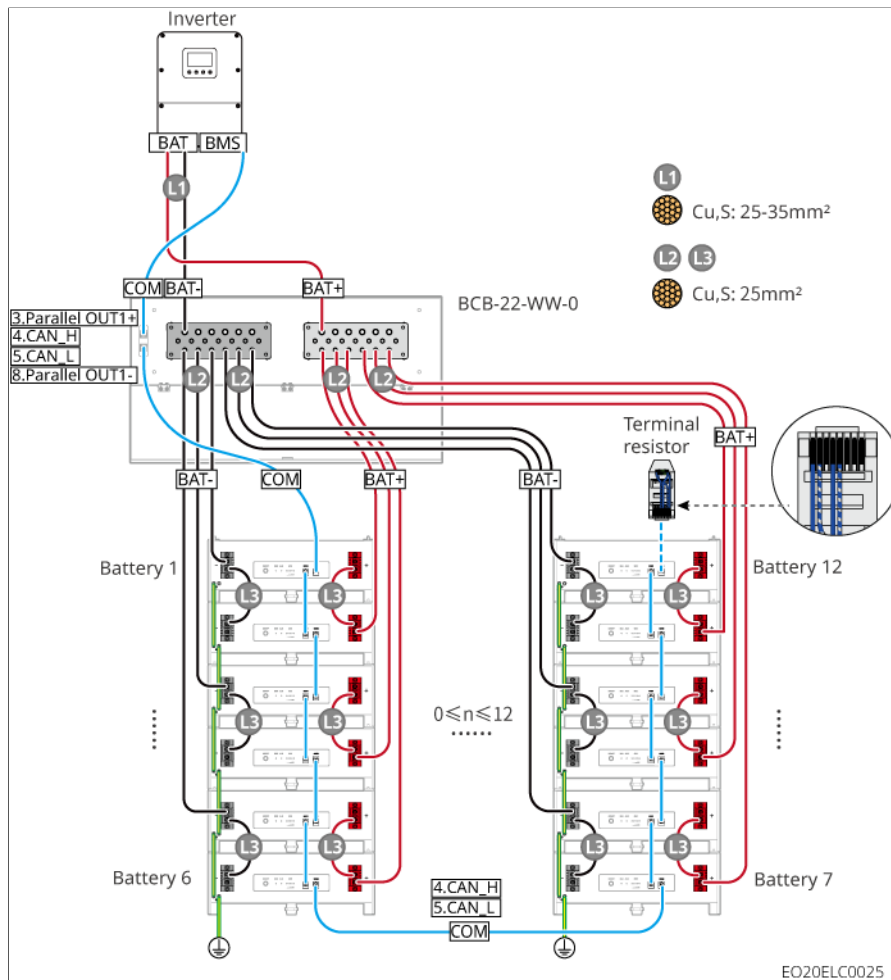 Inverter
BAT
BMS
L1
L1
Cu,S: 25-35mm²
L2 L3
Cu,S: 25mm²
COM
BAT-
BAT+
BCB-22-WW-0
3.Parallel OUT1+
4.CAN_H
5.CAN_L
8.Parallel OUT1-
L2
L2
L2
L2
Terminal
resistor
BAT+
BAT-
COM
BAT+
BAT-
Battery 1
Battery 12
L3
L3
L3
L3
0≤n≤12
L3
L3
L3
L3
L3
L3
L3
L3
Battery 6
Battery 7
4.CAN_H
5.CAN_L
COM
EO20ELC0025